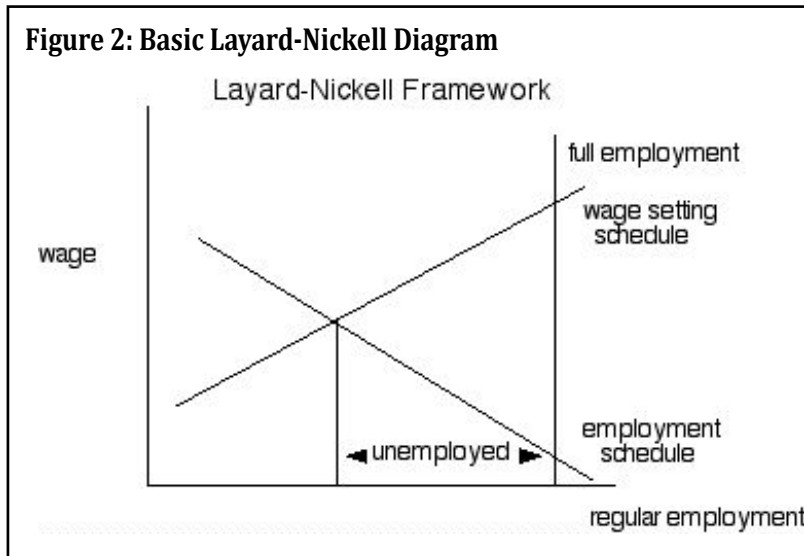 Figure 2: Basic Layard-Nickell Diagram
Layard-Nickell Framework
full employment
wage setting
schedule
wage
employment
schedule
unemployed
regular employment